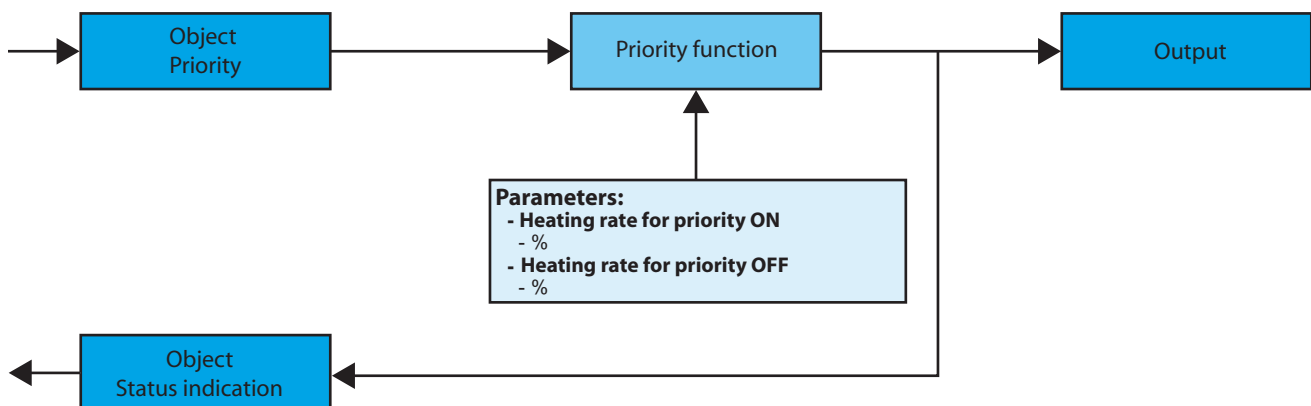 Object
Priority
Priority function
Output
Parameters:
- Heating rate for priority ON
- %
- Heating rate for priority OFF
- %
Object
Status indication